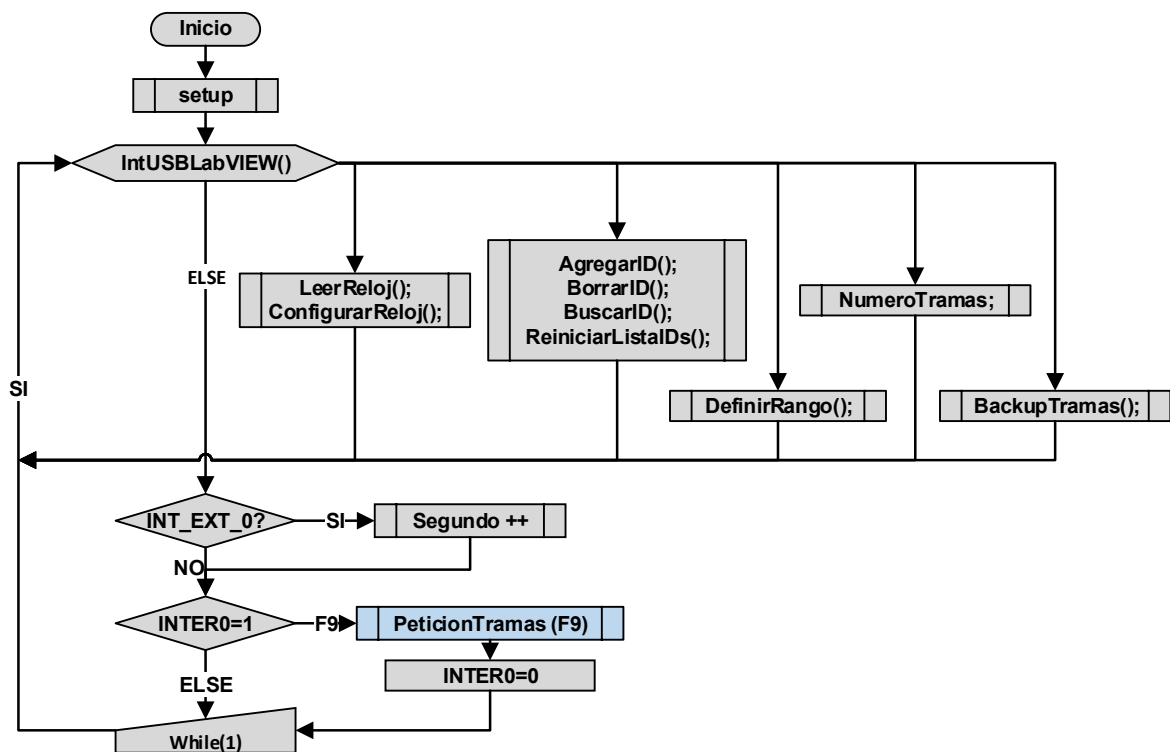 Inicio
setup
IntUSBLabVIEW()
ELSE
LeerReloj();
ConfigurarReloj();
AgregarID();
BorrarID();
BuscarID();
ReiniciarListaIDs();
NumeroTramas;
DefinirRango();
BackupTramas();
SI
INT_EXT_0?
SI
Segundo ++
NO
INTER0=1
F9
PeticionTramas (F9)
INTER0=0
ELSE
While(1)